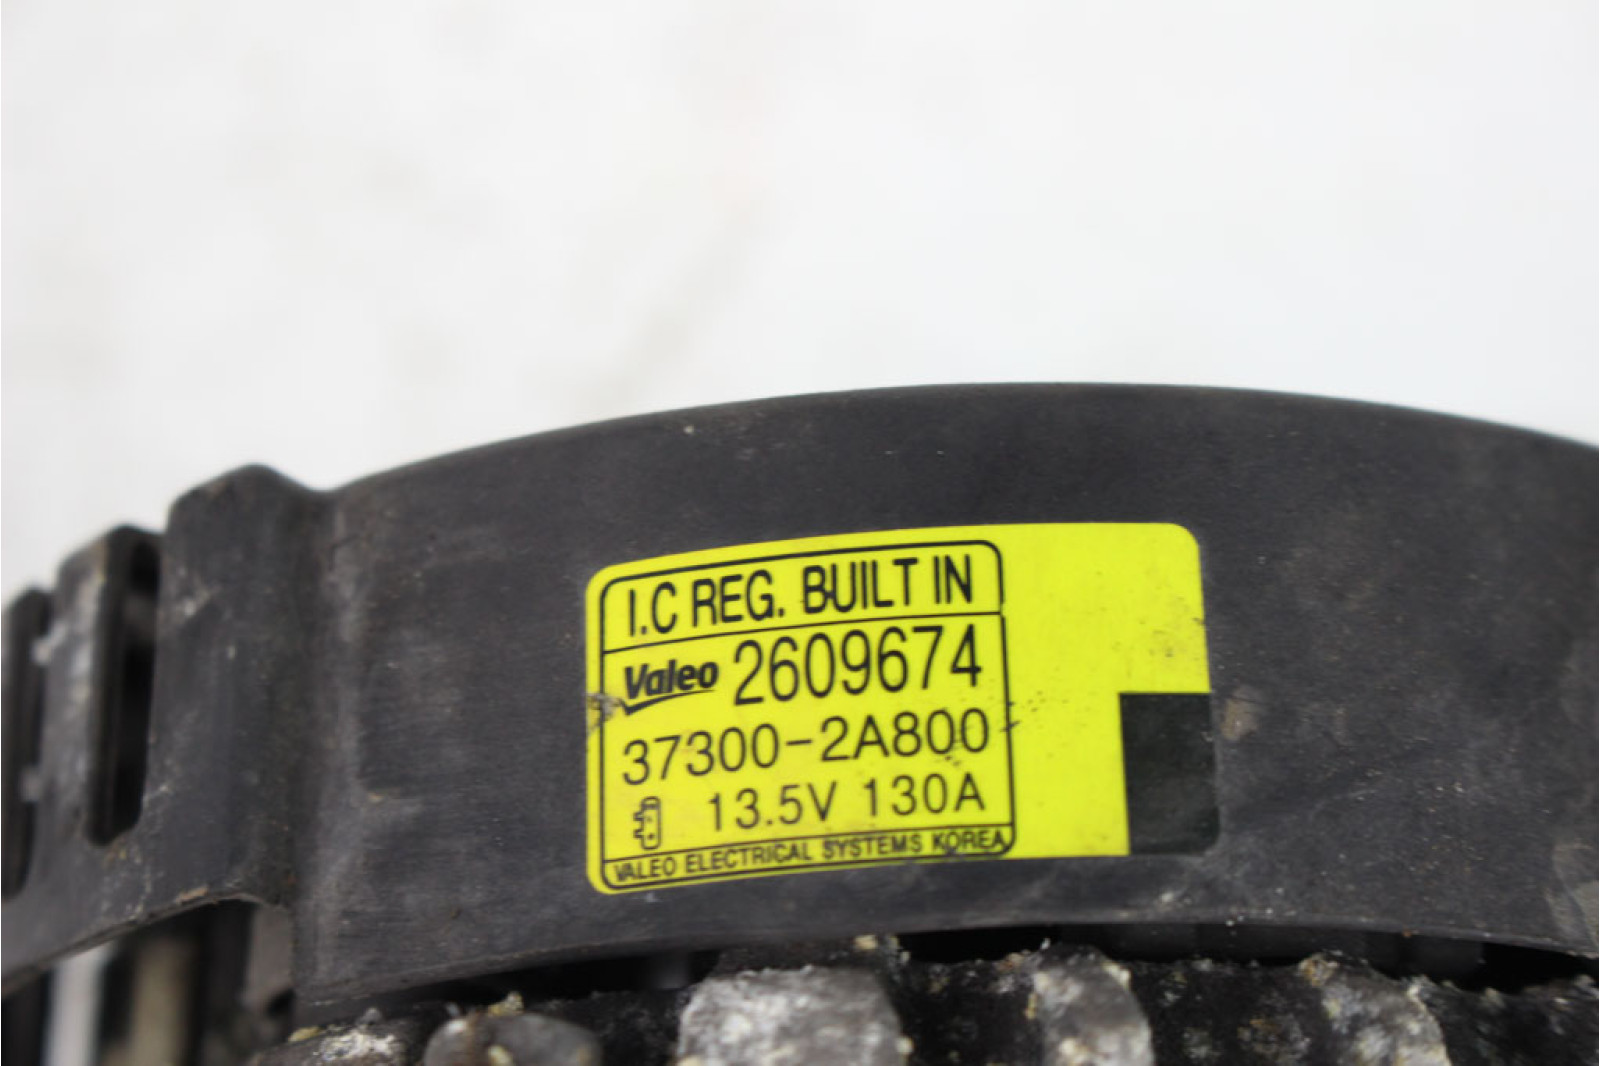 I.C REG. BUILT IN
Valeo 2609674
37300-2A800
13.5V 130A
VALEO ELECTRICAL SYSTEMS KOREA